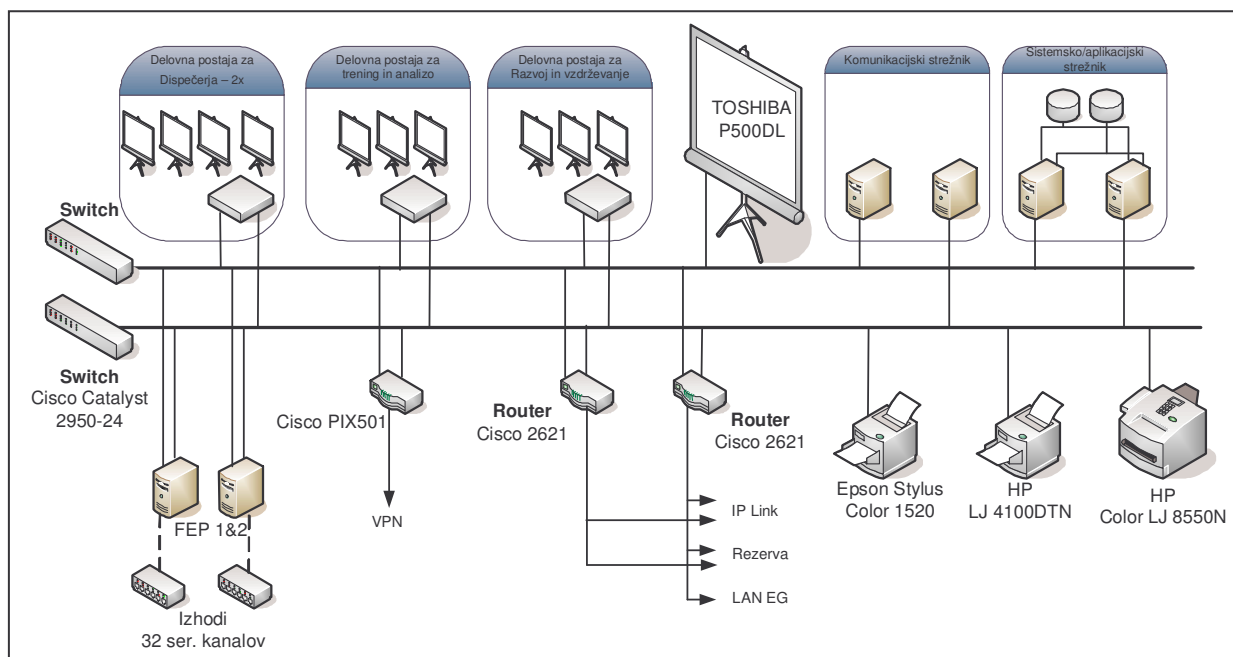 Delovna postaja za
Dispečerja – 2x
Delovna postaja za
trening in analizo
Delovna postaja za
Razvoj in vzdrževanje
TOSHIBA
P500DL
Komunikacijski strežnik
Sistemsko/aplikacijski
strežnik
Switch
Switch
Cisco Catalyst
2950-24
Cisco PIX501
Router
Cisco 2621
Router
Cisco 2621
Epson Stylus
Color 1520
HP
LJ 4100DTN
HP
Color LJ 8550N
FEP 1&2
VPN
IP Link
Rezerva
LAN EG
Izhodi
32 ser. kanalov